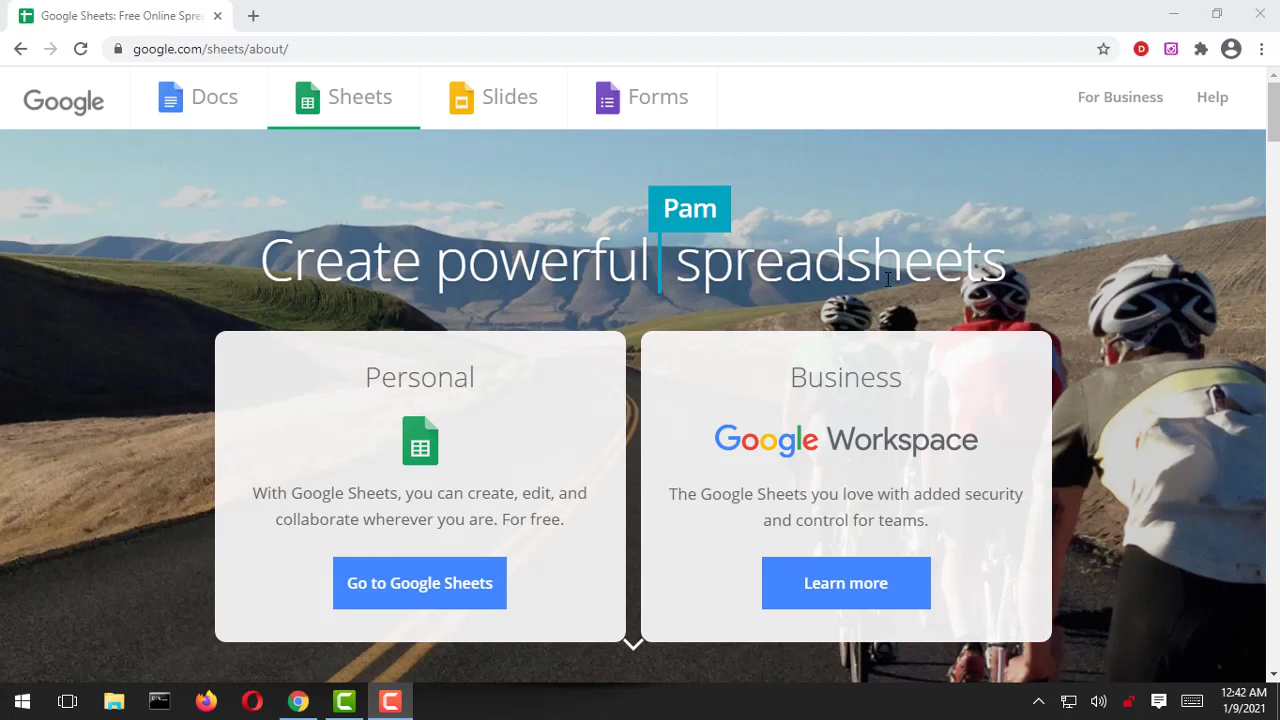 Google Sheets: Free Online Spre
google.com/sheets/about/
D
Google
Docs
Sheets
Slides
Forms
For Business
Help
Pam
Create powerful spreadsheets
Personal
With Google Sheets, you can create, edit, and
collaborate wherever you are. For free.
Go to Google Sheets
Business
Google Workspace
The Google Sheets you love with added security
and control for teams.
Learn more
12:42 AM
1/9/2021